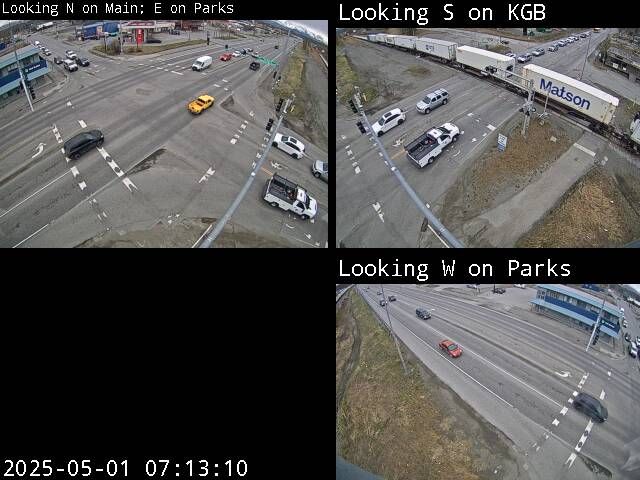 Looking N on Main; E on Parks
Looking S on KGB
Matson
Looking W on Parks
2025-05-01 07:13:10